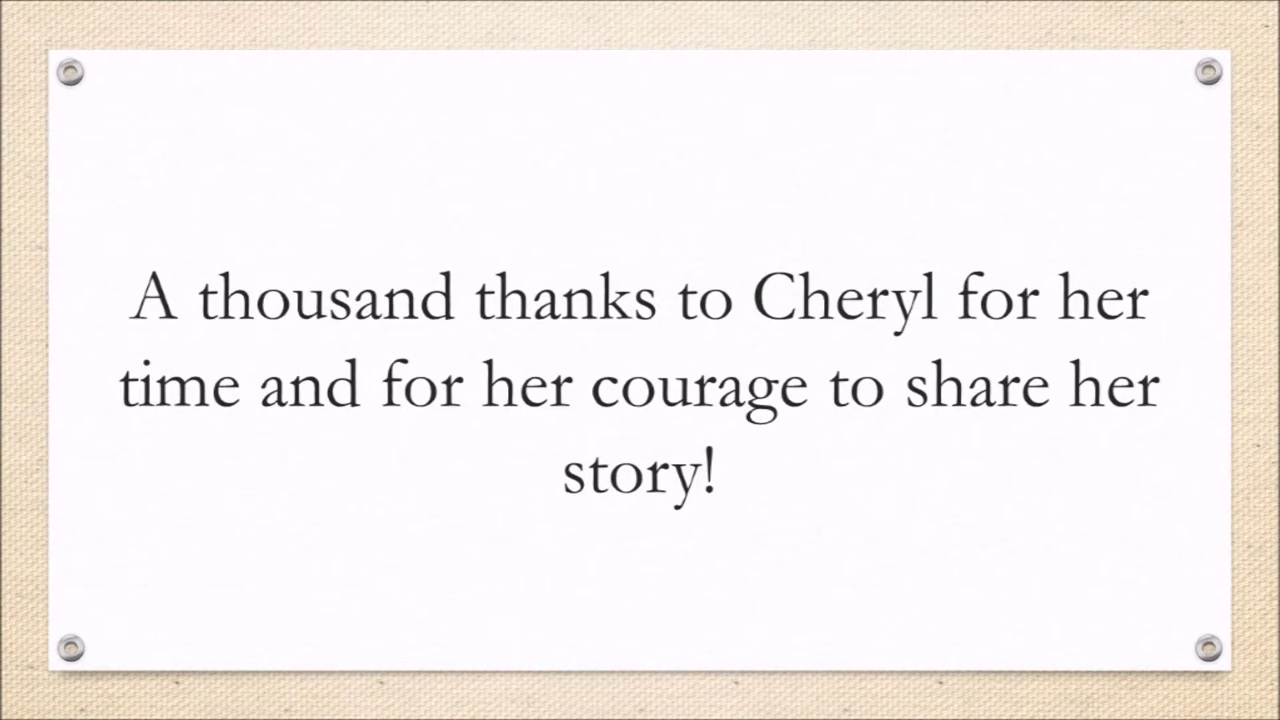 A thousand thanks to Cheryl for her
time and for her courage to share her
story!